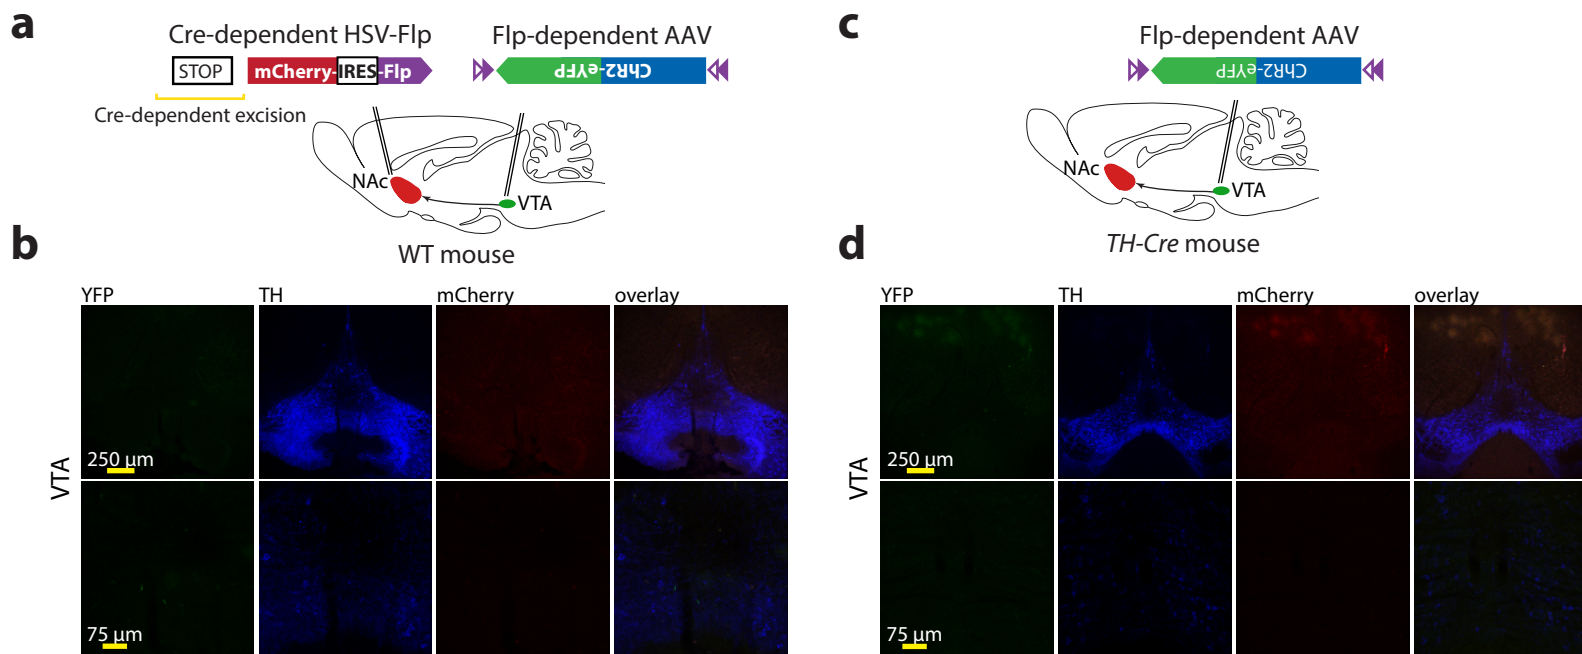 a
Cre-dependent HSV-Flp
Flp-dependent AAV
STOP
mCherry-IRES-Flp
ChR2-eYFP
Cre-dependent excision
NAc
VTA
WT mouse
b
YFP
TH
mCherry
overlay
VTA
250 µm
75 µm
c
Flp-dependent AAV
ChR2-eYFP
NAc
VTA
TH-Cre mouse
d
YFP
TH
mCherry
overlay
VTA
250 µm
75 µm